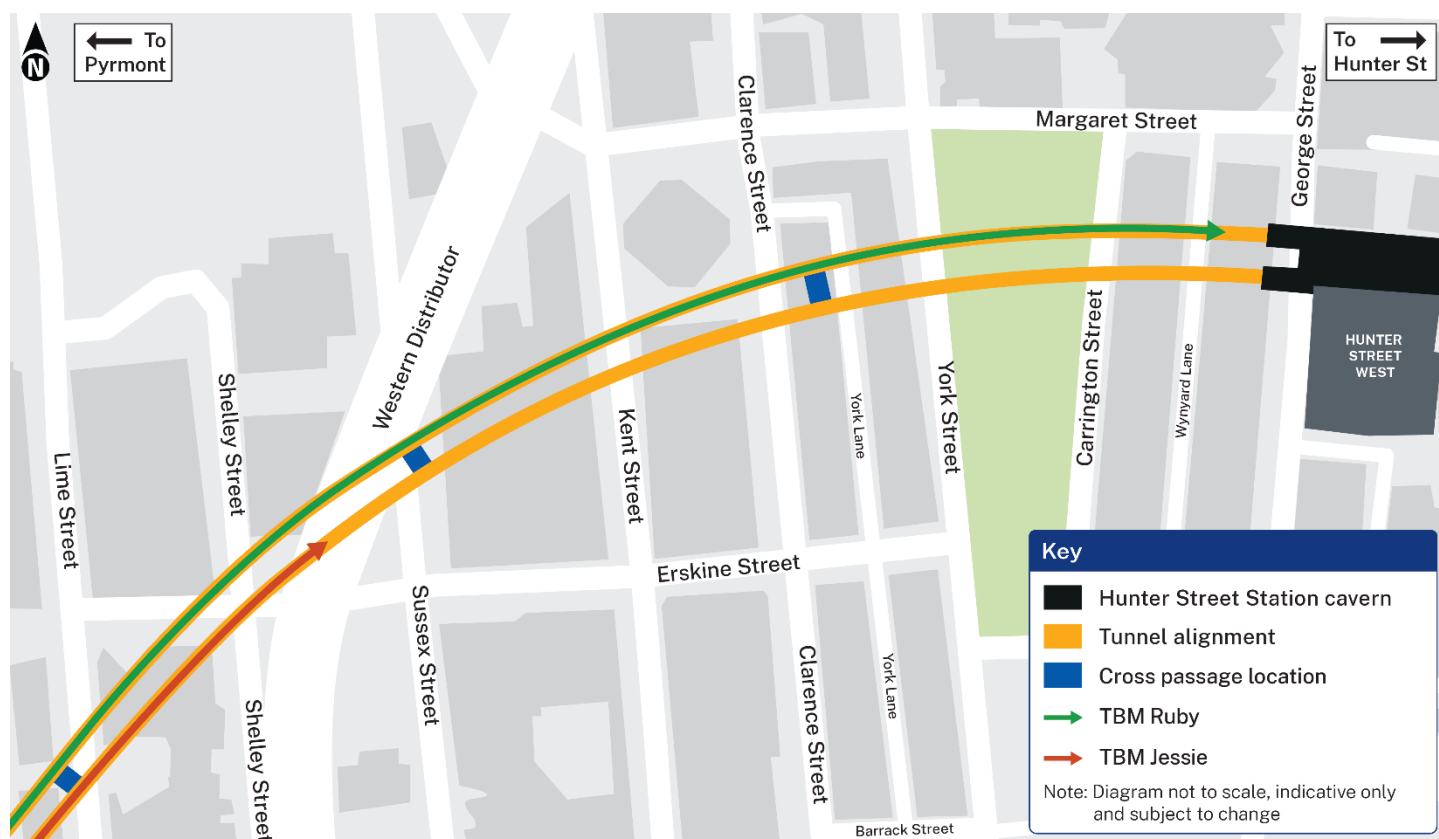 To
Pyrmont
N
To
Hunter St
Clarence Street
Margaret Street
George Street
Western Distributor
HUNTER
STREET
WEST
Shelley Street
Lime Street
Kent Street
York Lane
York Street
Carrington Street
Wynyard Lane
Erskine Street
Sussex Street
Shelley Street
Clarence Street
York Lane
Barrack Street
Key
Hunter Street Station cavern
Tunnel alignment
Cross passage location
TBM Ruby
TBM Jessie
Note: Diagram not to scale, indicative only
and subject to change